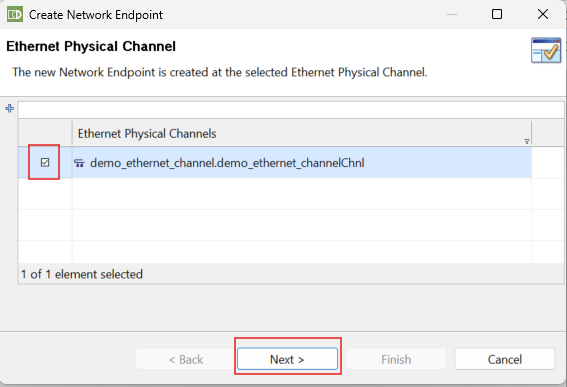 Create Network Endpoint
Ethernet Physical Channel
The new Network Endpoint is created at the selected Ethernet Physical Channel.
Ethernet Physical Channels
demo_ethernet_channel.demo_ethernet_channelChnl
1 of 1 element selected
< Back Next > Finish Cancel